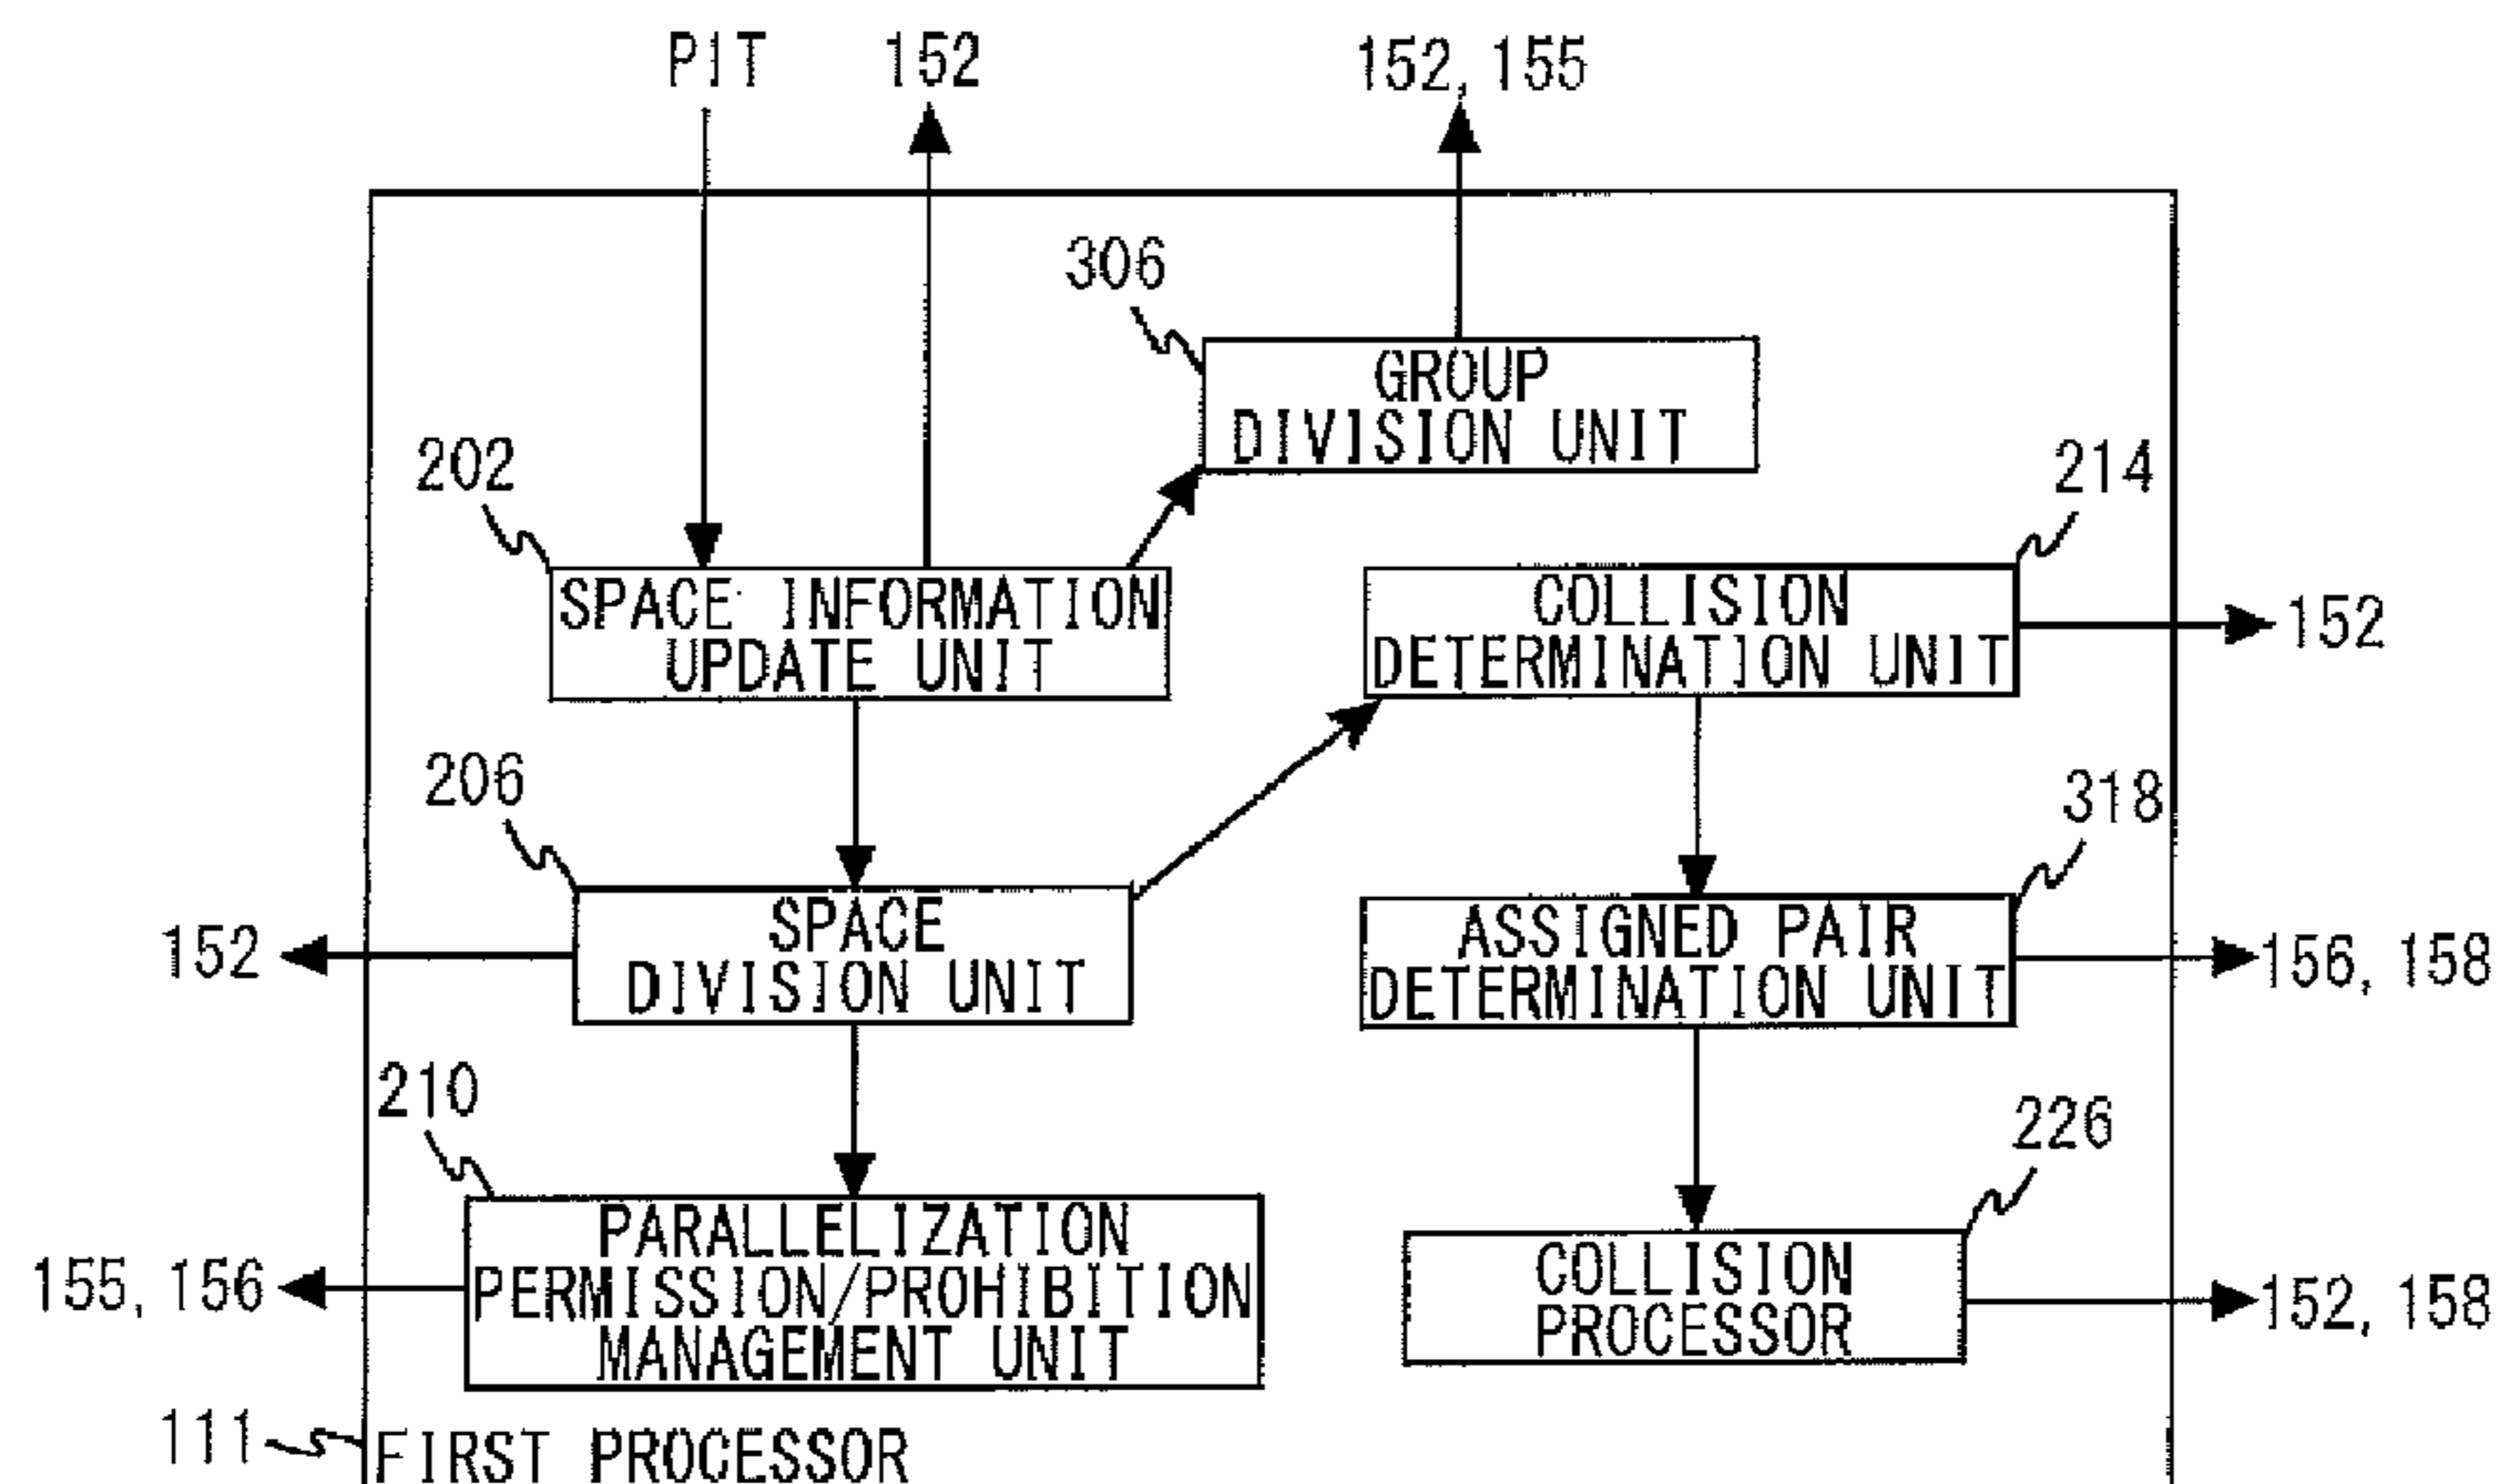 PIT 152 152, 155
306
GROUP
DIVISION UNIT
202
214
SPACE INFORMATION
UPDATE UNIT
COLLISION
DETERMINATION UNIT
152
206
318
152
SPACE
DIVISION UNIT
ASSIGNED PAIR
DETERMINATION UNIT
156, 158
210
226
155, 156
PARALLELIZATION
PERMISSION/PROHIBITION
MANAGEMENT UNIT
COLLISION
PROCESSOR
152, 158
111
FIRST PROCESSOR